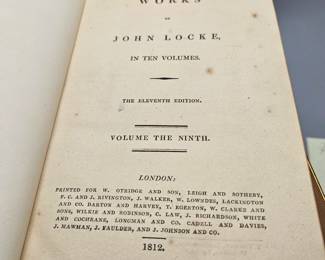 WORKS
OF
JOHN LOCKE,
IN TEN VOLUMES.
THE ELEVENTH EDITION.
VOLUME THE NINTH.
LONDON:
PRINTED FOR W. OTRIDGE AND SON, LEIGH AND SOTHEBY,
F. C. AND J. RIVINGTON, J. WALKER, W. LOWNDES, LACKINGTON
AND CO. DARTON AND HARVEY, T. EGERTON, W. CLARKE AND
SONS, WILKIE AND ROBINSON, C. LAW, J. RICHARDSON, WHITE
AND COCHRANE, LONGMAN AND CO. CADELL AND DAVIES,
J. MAWMAN, J. FAULDER, AND J. JOHNSON AND CO.
1812.